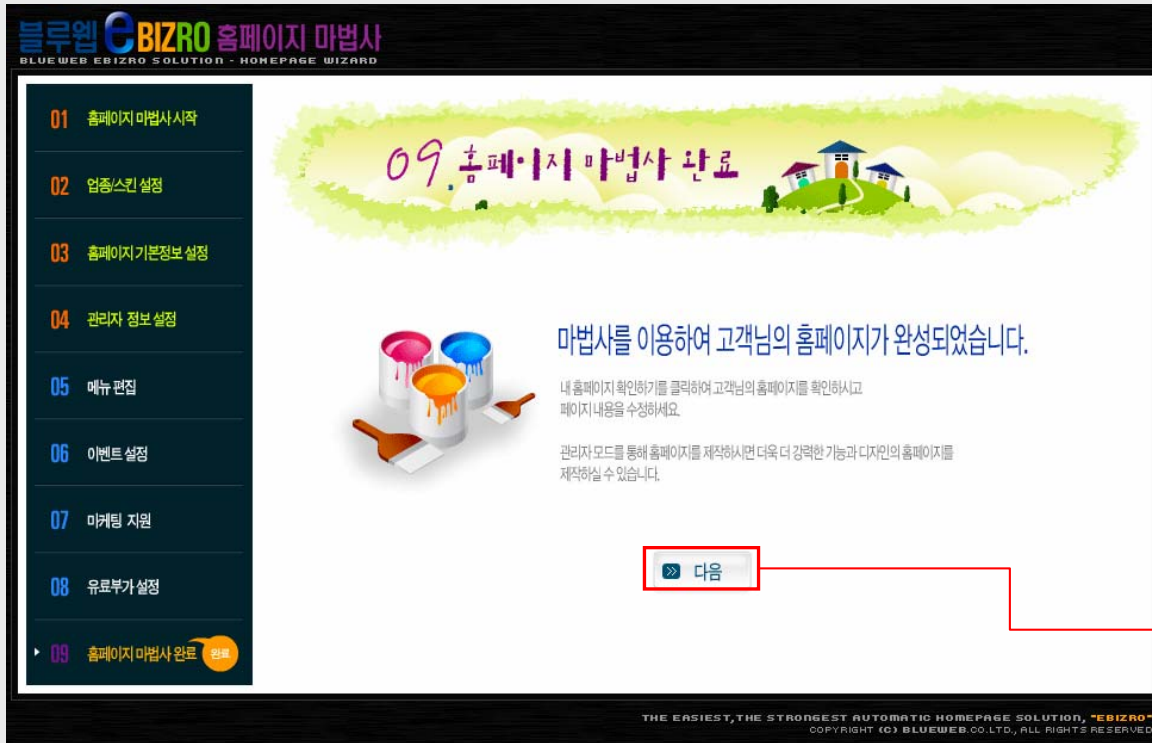 블루웹 eBIZRO 홈페이지 마법사
BLUEWEB EBIZRO SOLUTION - HOMEPAGE WIZARD
01 홈페이지 마법사 시작
02 업종/스킨 설정
03 홈페이지 기본정보 설정
04 관리자 정보 설정
05 메뉴 편집
06 이벤트 설정
07 마케팅 지원
08 유료부가 설정
09 홈페이지 마법사 완료 완료
09. 홈페이지 마법사 완료
마법사를 이용하여 고객님의 홈페이지가 완성되었습니다.
내 홈페이지 확인하기를 클릭하여 고객님의 홈페이지를 확인하시고
페이지 내용을 수정하세요.
관리자 모드를 통해 홈페이지를 제작하시면 더욱 더 강력한 기능과 디자인의 홈페이지를
제작하실 수 있습니다.
다음
THE EASIEST,THE STRONGEST AUTOMATIC HOMEPAGE SOLUTION, "EBIZRO"
COPYRIGHT (C) BLUEWEB.CO.LTD., ALL RIGHTS RESERVED